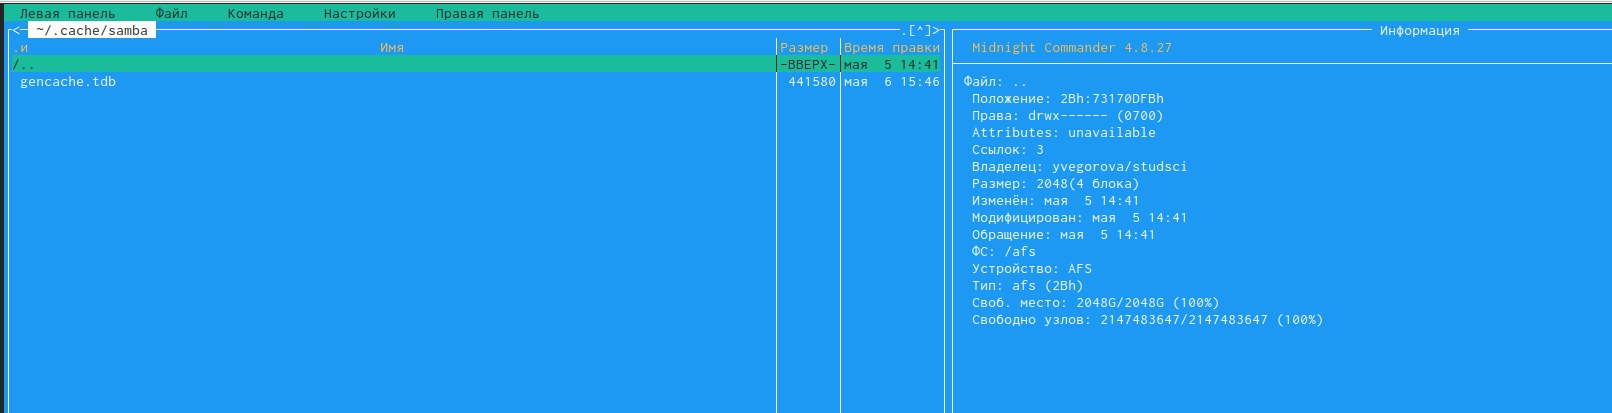 Левая панель Файл Команда Настройки Правая панель
<─ ~/.cache/samba .[^]>
.и Имя Размер Время правки
/.. -ВВЕРХ- мая 5 14:41
gencache.tdb 441580 мая 6 15:46
Информация
Midnight Commander 4.8.27
Файл: ..
Положение: 2Bh:73170DFBh
Права: drwx------ (0700)
Attributes: unavailable
Ссылок: 3
Владелец: yvegorova/studsci
Размер: 2048(4 блока)
Изменён: мая 5 14:41
Модифицирован: мая 5 14:41
Обращение: мая 5 14:41
ФС: /afs
Устройство: AFS
Тип: afs (2Bh)
Своб. место: 2048G/2048G (100%)
Свободно узлов: 2147483647/2147483647 (100%)